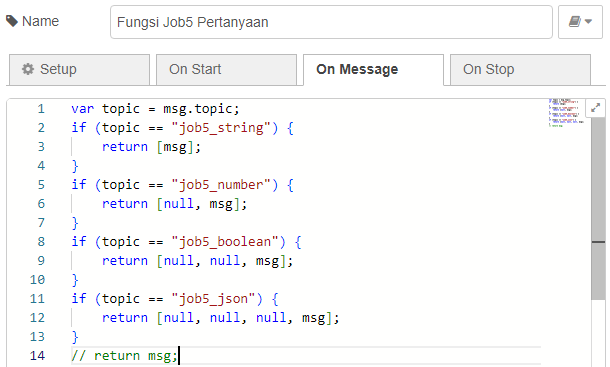 Name
Fungsi Job5 Pertanyaan
Setup
On Start
On Message
On Stop
1 var topic = msg.topic;
2 if (topic == "job5_string") {
3     return [msg];
4 }
5 if (topic == "job5_number") {
6     return [null, msg];
7 }
8 if (topic == "job5_boolean") {
9     return [null, null, msg];
10 }
11 if (topic == "job5_json") {
12     return [null, null, null, msg];
13 }
14 // return msg;